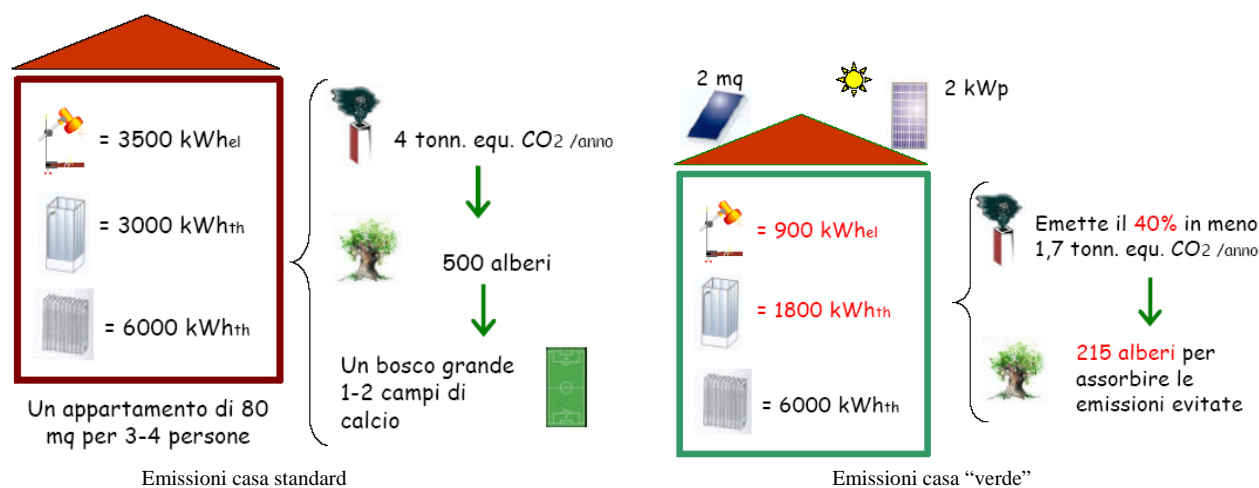 = 3500 kWhel
= 3000 kWhth
= 6000 kWhth
Un appartamento di 80
mq per 3-4 persone
4 tonn. equ. CO2 /anno
500 alberi
Un bosco grande
1-2 campi di
calcio
Emissioni casa standard
2 mq
2 kWp
= 900 kWhel
= 1800 kWhth
= 6000 kWhth
Emette il 40% in meno
1,7 tonn. equ. CO2 /anno
215 alberi per
assorbire le
emissioni evitate
Emissioni casa “verde”